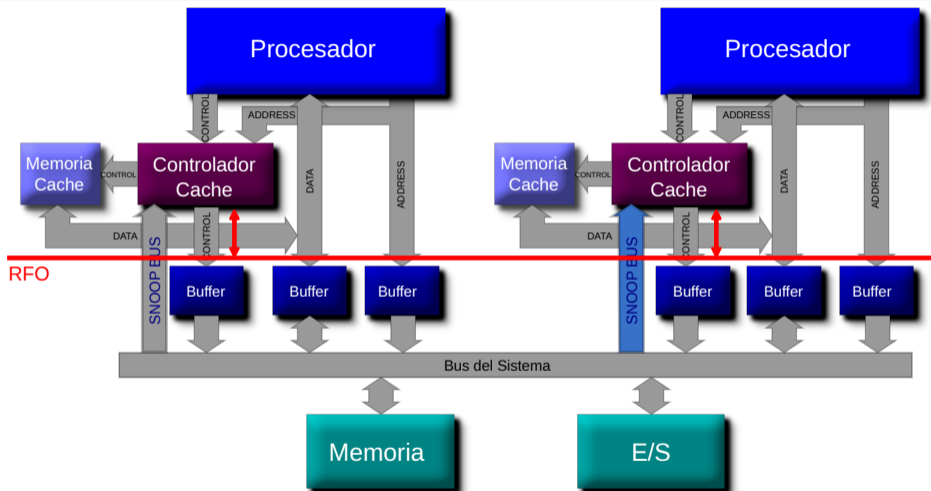 Procesador
Procesador
CONTROL
ADDRESS
CONTROL
ADDRESS
Memoria
Cache
CONTROL
Controlador
Cache
DATA
ADDRESS
Memoria
Cache
CONTROL
Controlador
Cache
DATA
ADDRESS
DATA
CONTROL
DATA
CONTROL
RFO
SNOOP BUS
Buffer
Buffer
Buffer
SNOOP BUS
Buffer
Buffer
Buffer
Bus del Sistema
Memoria
E/S